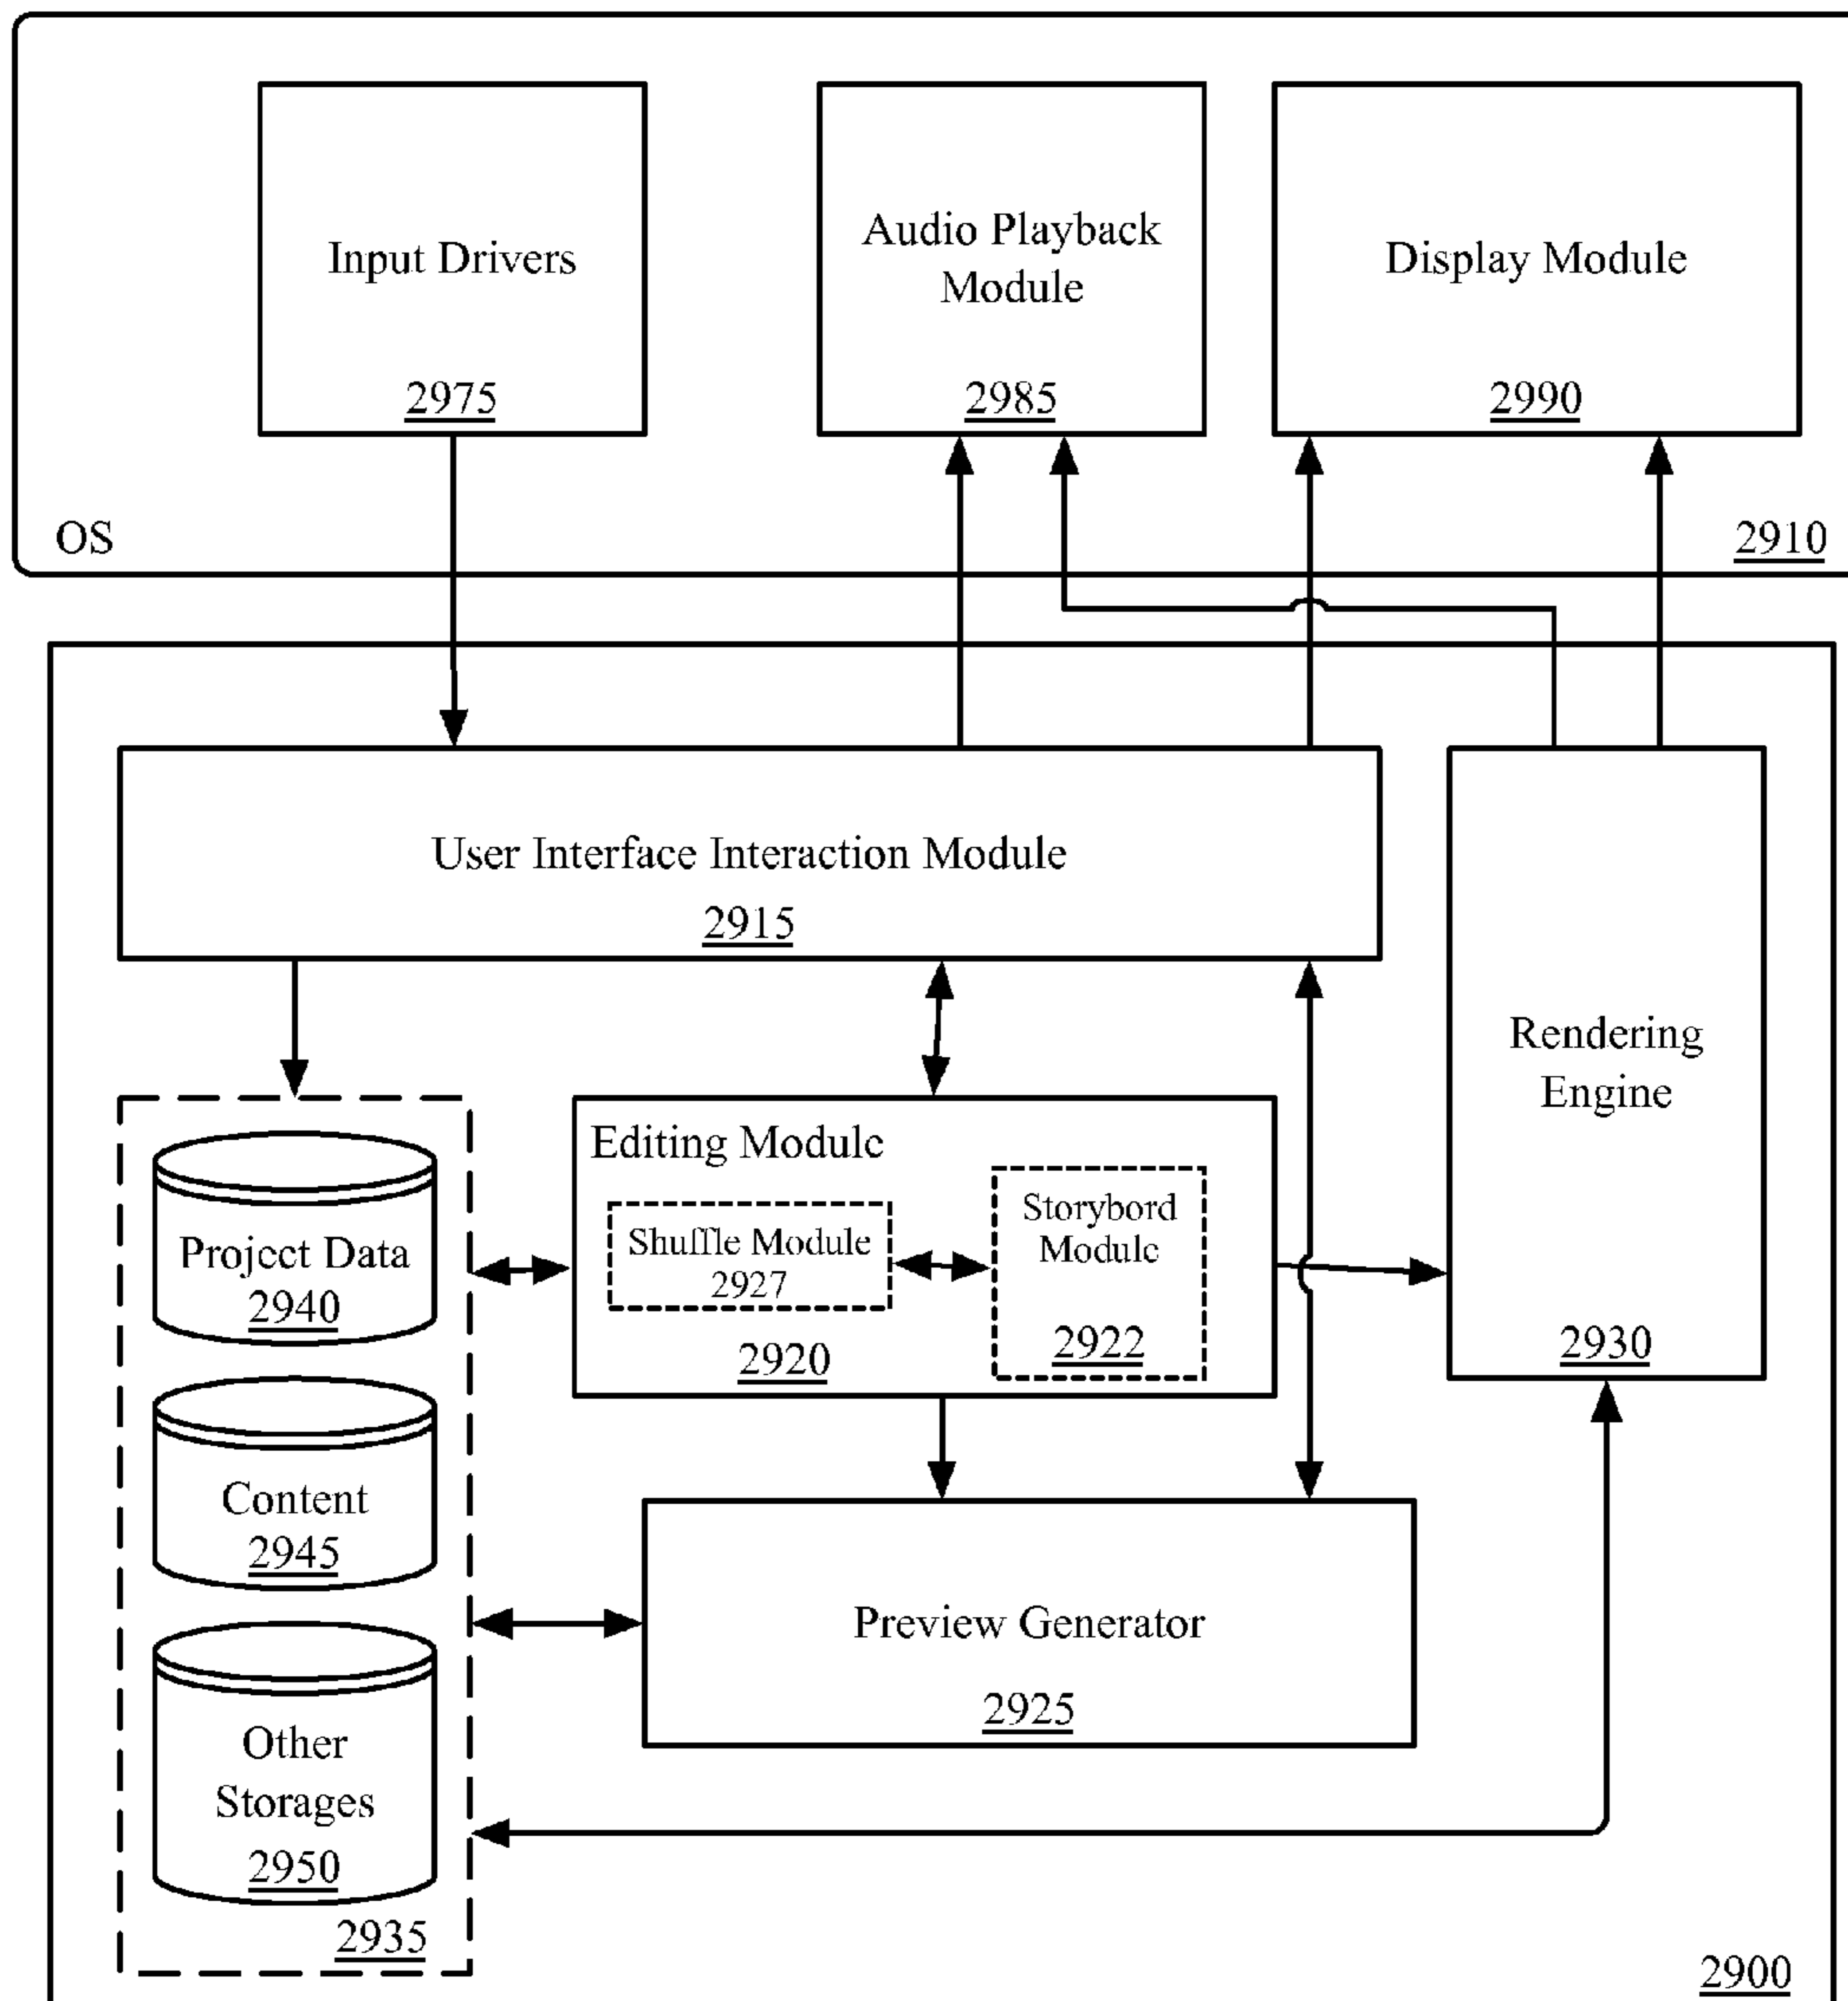 Input Drivers
2975
Audio Playback
Module
2985
Display Module
2990
OS
2910
User Interface Interaction Module
2915
Rendering
Engine
2930
Project Data
2940
Content
2945
Other
Storages
2950
2935
Editing Module
Shuffle Module
2927
Storybord
Module
2922
2920
Preview Generator
2925
2900